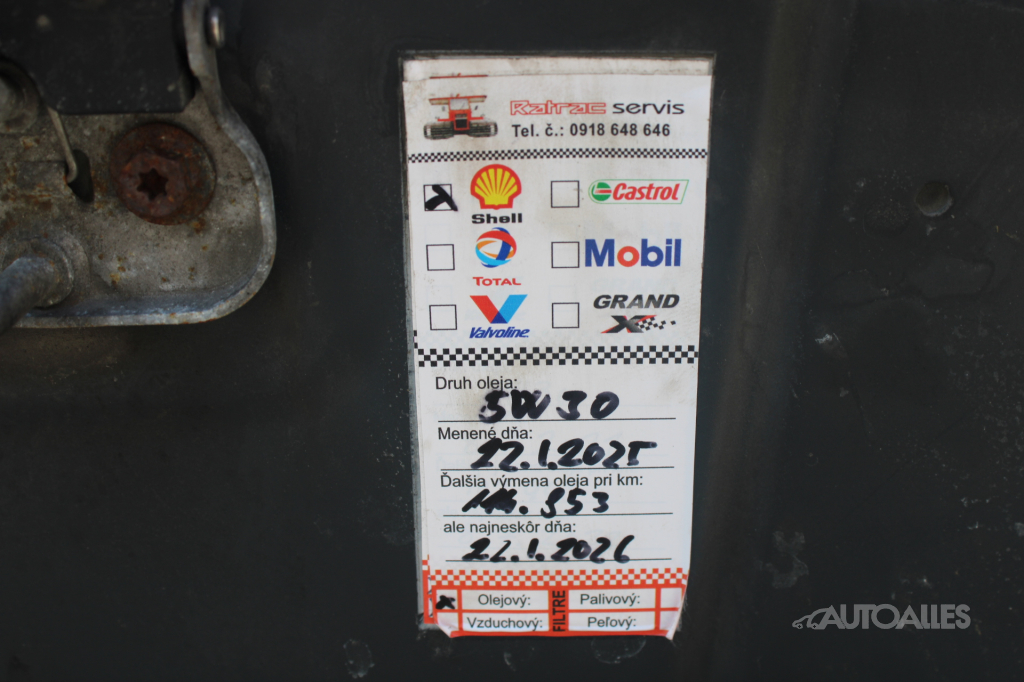 Ratrac servis
Tel. č.: 0918 648 646
Shell
Castrol
TOTAL
Mobil
Valvoline
GRAND X
Druh oleja:
5W30
Menené dňa:
22.1.2025
Ďalšia výmena oleja pri km:
ale najneskôr dňa:
22.1.2026
FILTRE
Olejový: Palivový:
Vzduchový: Peľový:
AUTOALLES